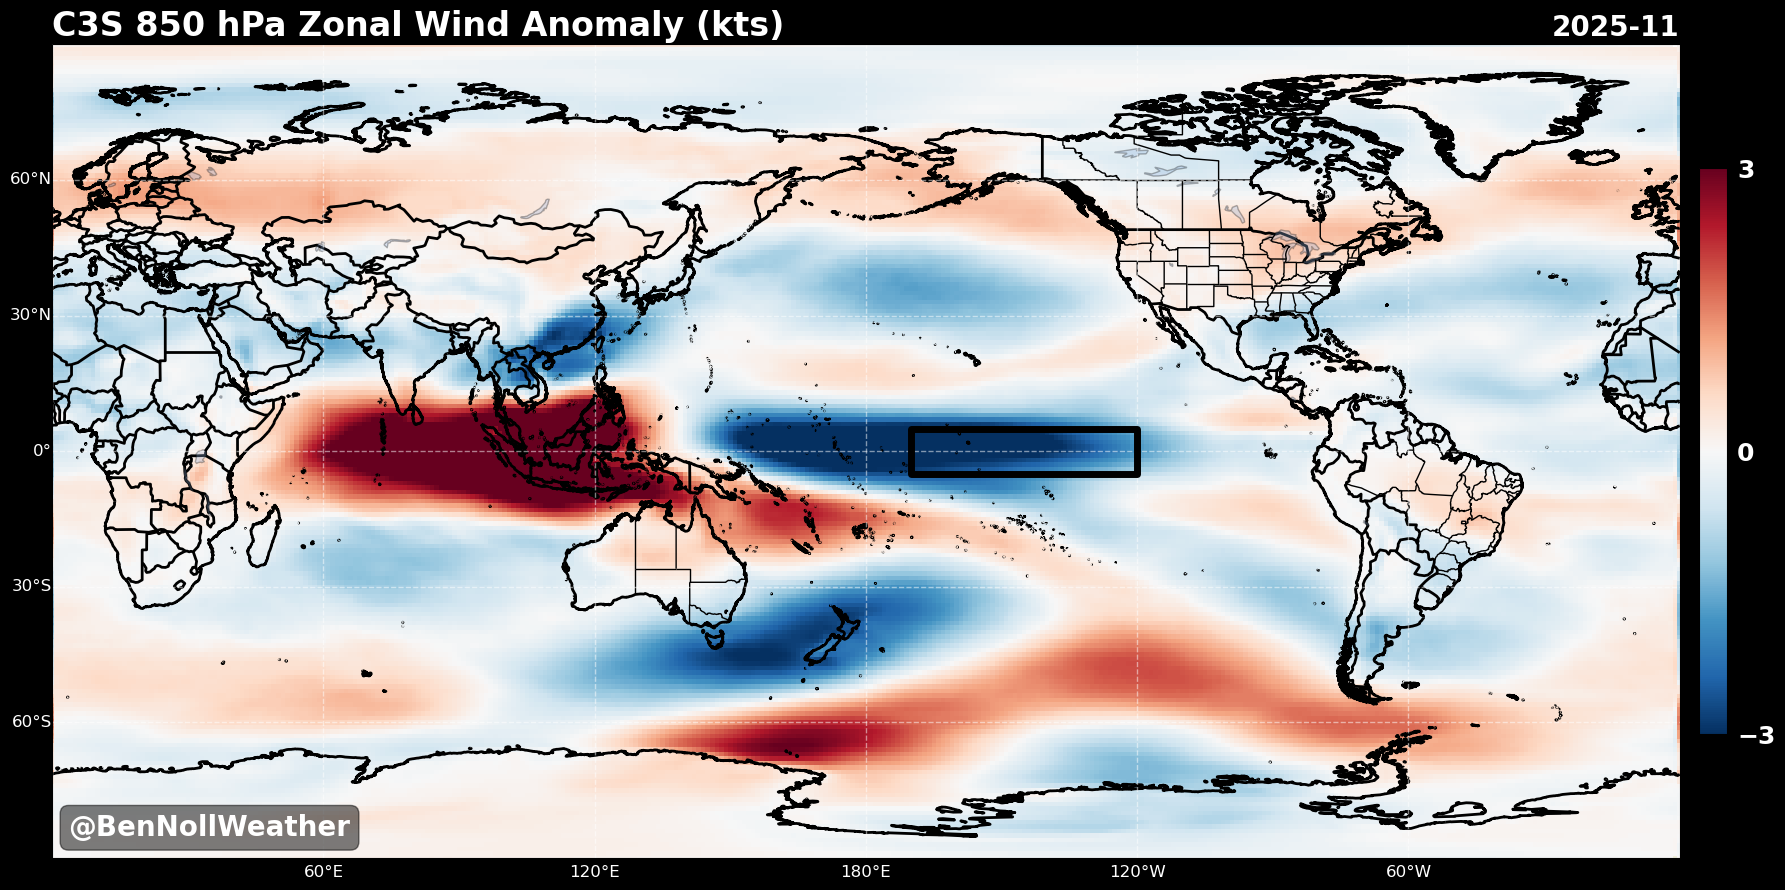 C3S 850 hPa Zonal Wind Anomaly (kts)
2025-11
60°N
30°N
0°
30°S
60°S
60°E
120°E
180°E
120°W
60°W
3
0
−3
@BenNollWeather